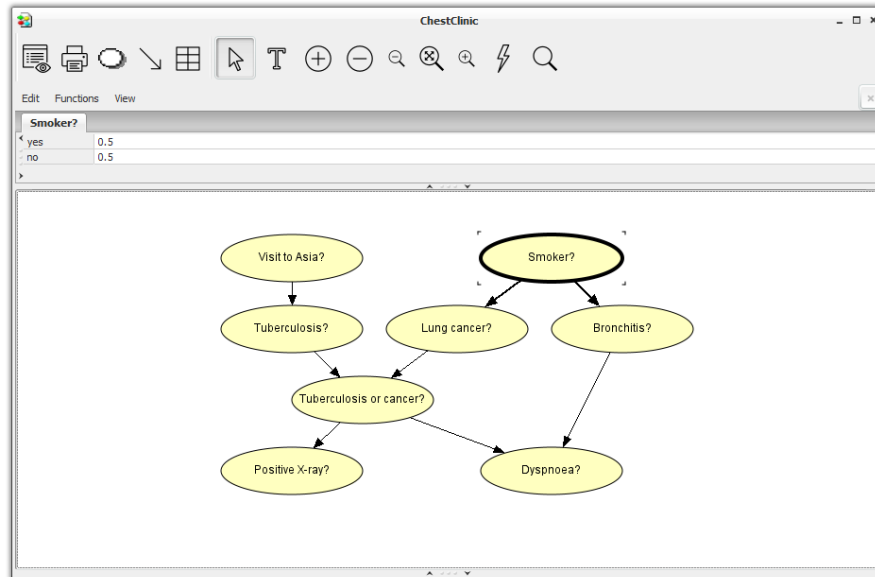 ChestClinic
Edit Functions View
Smoker?
yes 0.5
no 0.5
Visit to Asia? Smoker?
Tuberculosis? Lung cancer? Bronchitis?
Tuberculosis or cancer?
Positive X-ray? Dyspnoea?